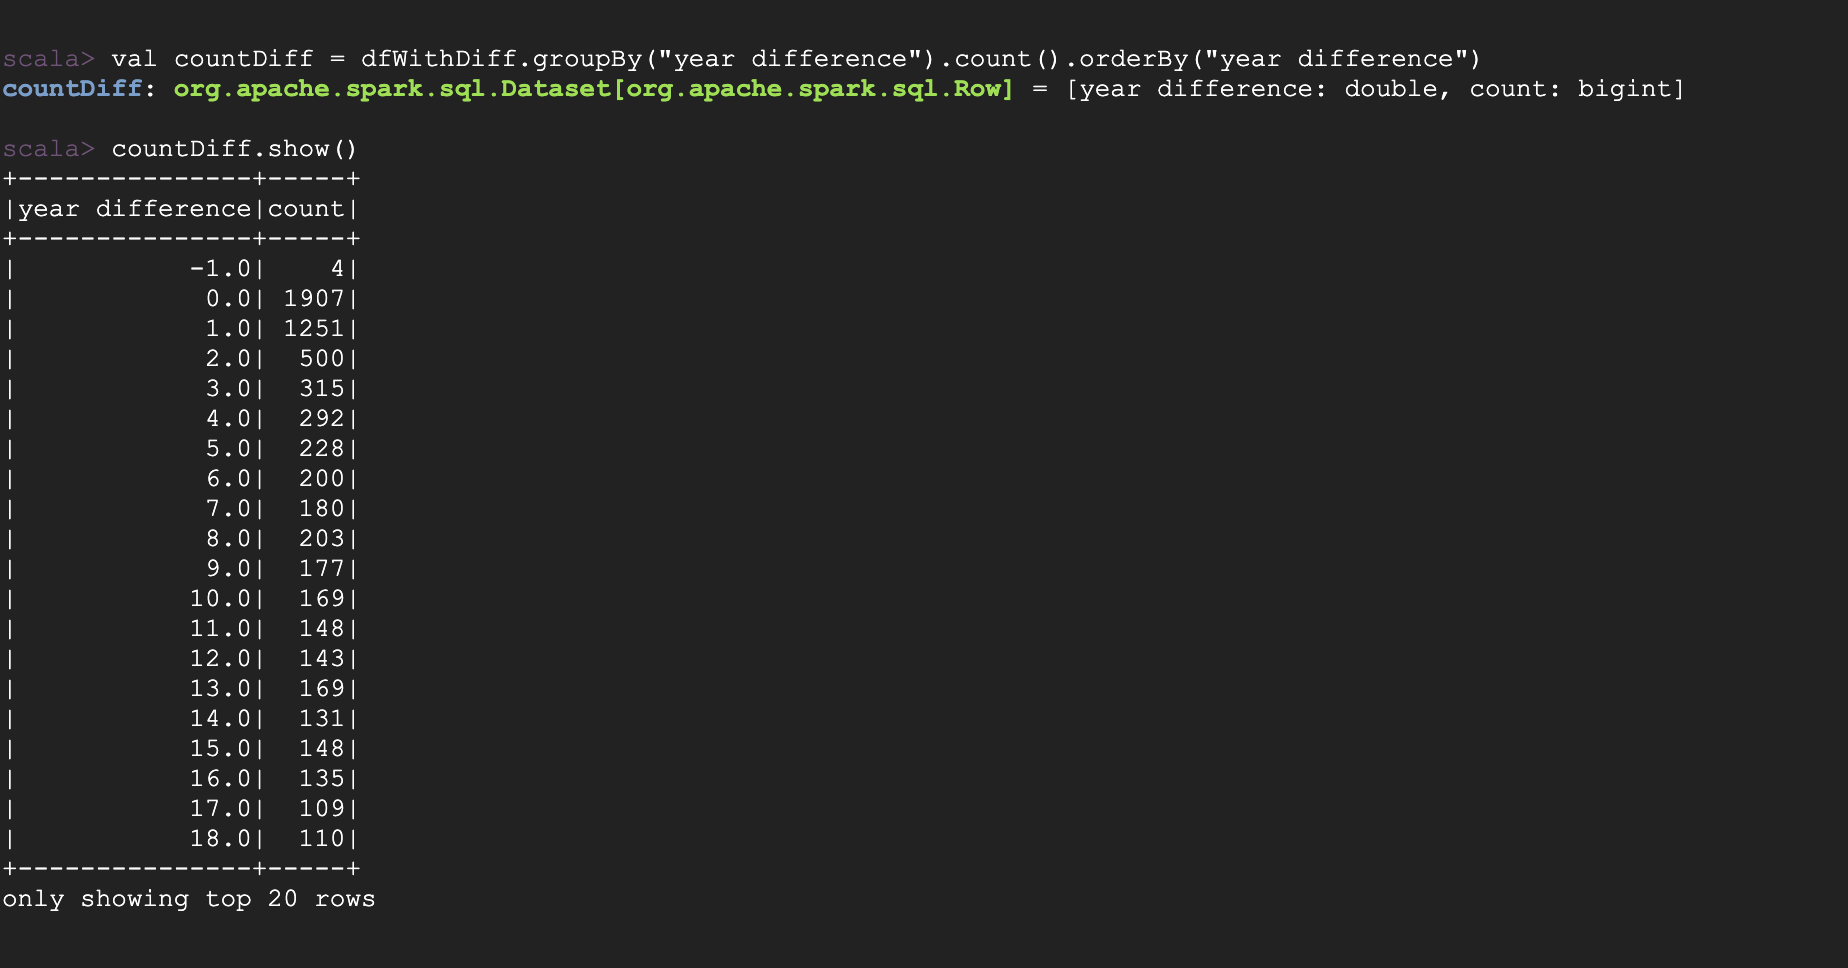 scala> val countDiff = dfWithDiff.groupBy("year difference").count().orderBy("year difference")
countDiff: org.apache.spark.sql.Dataset[org.apache.spark.sql.Row] = [year difference: double, count: bigint]
scala> countDiff.show()
+---------------+-----+
|year difference|count|
+---------------+-----+
|           -1.0|    4|
|            0.0| 1907|
|            1.0| 1251|
|            2.0|  500|
|            3.0|  315|
|            4.0|  292|
|            5.0|  228|
|            6.0|  200|
|            7.0|  180|
|            8.0|  203|
|            9.0|  177|
|           10.0|  169|
|           11.0|  148|
|           12.0|  143|
|           13.0|  169|
|           14.0|  131|
|           15.0|  148|
|           16.0|  135|
|           17.0|  109|
|           18.0|  110|
+---------------+-----+
only showing top 20 rows